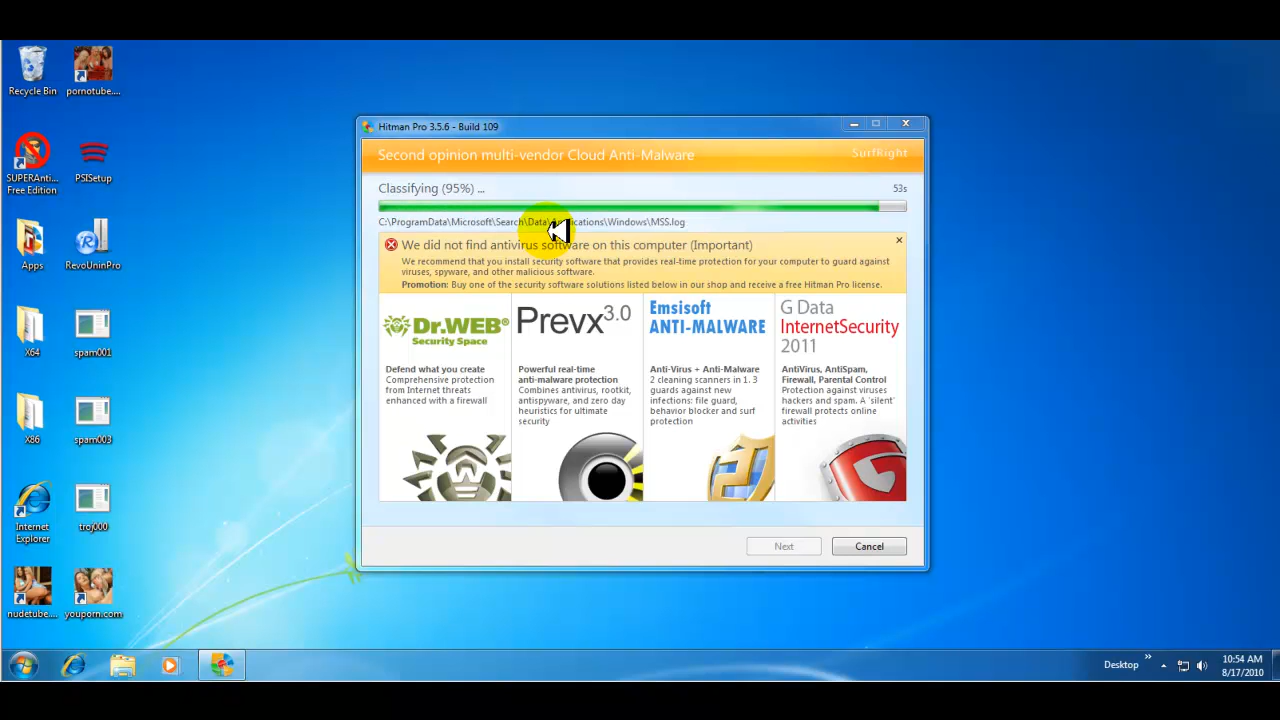 Recycle Bin
pornotube....
SUPERAnti...
Free Edition
PSISetup
Apps
RevoUninPro
X64
spam001
X86
spam003
Internet
Explorer
troj000
nudetube....
youporn.com
Hitman Pro 3.5.6 - Build 109
Second opinion multi-vendor Cloud Anti-Malware
SurfRight
Classifying (95%) ...
53s
C:\ProgramData\Microsoft\Search\Data\Applications\Windows\MSS.log
We did not find antivirus software on this computer (Important)
We recommend that you install security software that provides real-time protection for your computer to guard against
viruses, spyware, and other malicious software.
Promotion: Buy one of the security software solutions listed below in our shop and receive a free Hitman Pro license.
Dr.WEB®
Security Space
Defend what you create
Comprehensive protection
from Internet threats
enhanced with a firewall
Prevx3.0
Powerful real-time
anti-malware protection
Combines antivirus, rootkit,
antispyware, and zero day
heuristics for ultimate
security
Emsisoft
ANTI-MALWARE
Anti-Virus + Anti-Malware
2 cleaning scanners in 1. 3
guards against new
infections: file guard,
behavior blocker and surf
protection
G Data
InternetSecurity
2011
AntiVirus, AntiSpam,
Firewall, Parental Control
Protection against viruses
hackers and spam. A 'silent'
firewall protects online
activities
Next
Cancel
Desktop
10:54 AM
8/17/2010